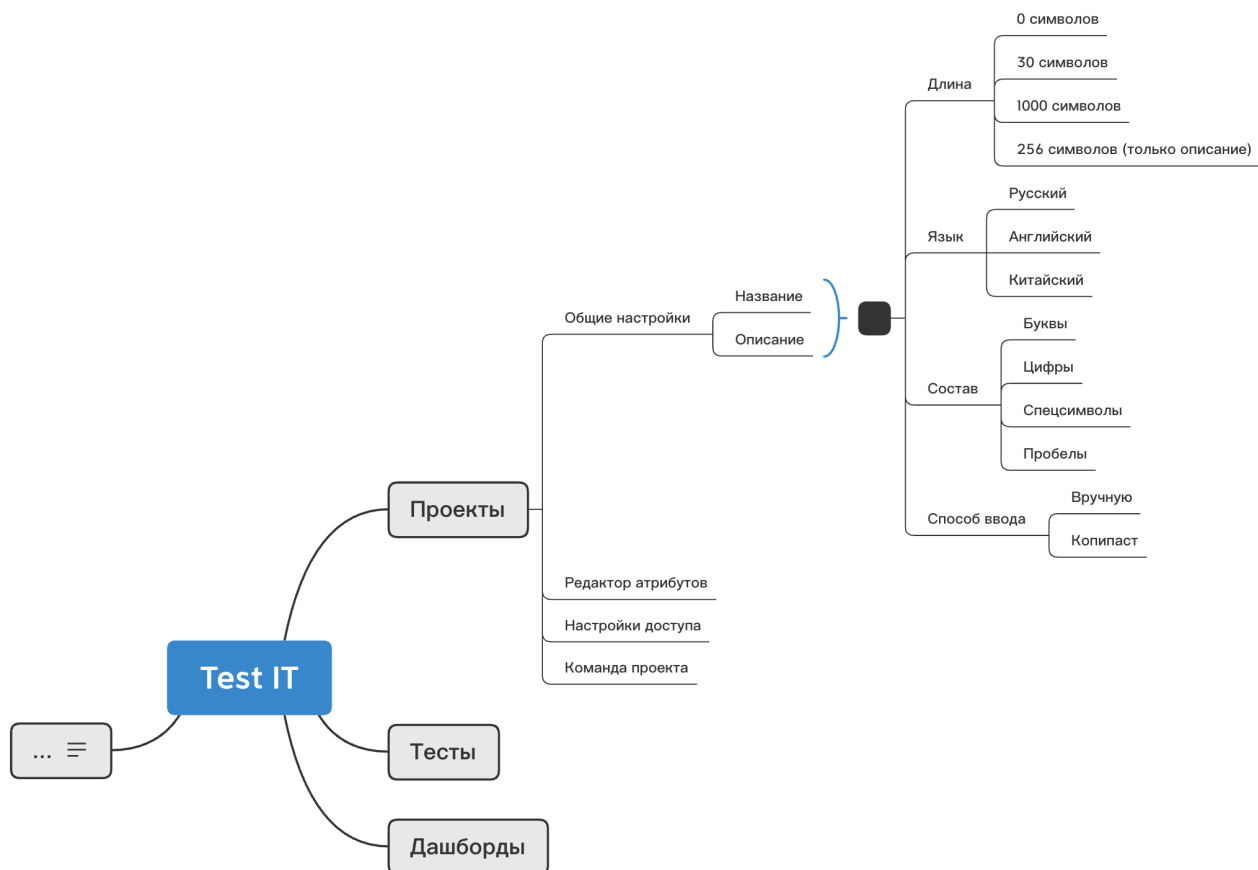 0 символов
30 символов
Длина
1000 символов
256 символов (только описание)
Русский
Язык
Английский
Китайский
Название
Общие настройки
Описание
Буквы
Цифры
Состав
Спецсимволы
Пробелы
Вручную
Способ ввода
Копипаст
Проекты
Редактор атрибутов
Настройки доступа
Команда проекта
Test IT
...
Тесты
Дашборды